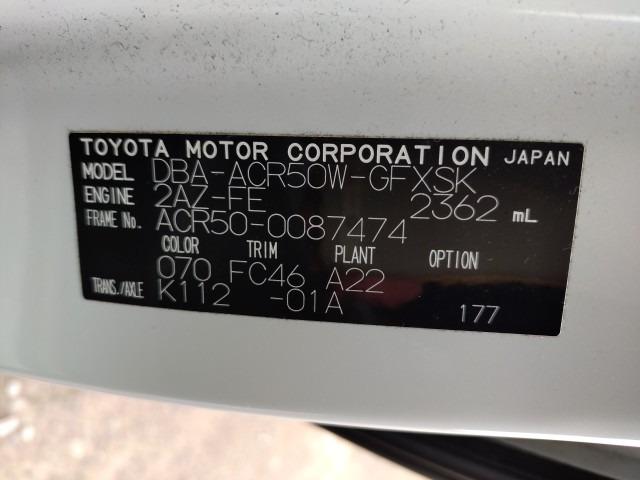 TOYOTA MOTOR CORPORATION JAPAN
MODEL DBA-ACR50W-GFXSK
ENGINE 2AZ-FE 2362 mL
FRAME No. ACR50-0087474
COLOR TRIM PLANT OPTION
070 FC46 A22
TRANS./AXLE K112 -01A 177